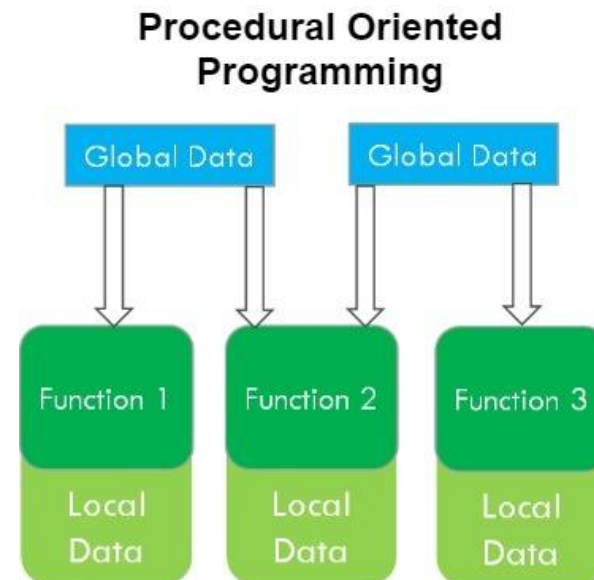 Procedural Oriented
Programming
Global Data
Global Data
Function 1
Function 2
Function 3
Local
Data
Local
Data
Local
Data